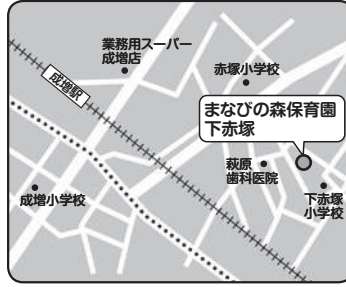 業務用スーパー
成増店
成増駅
赤塚小学校
まなびの森保育園
下赤塚
萩原
歯科医院
成増小学校
下赤塚
小学校